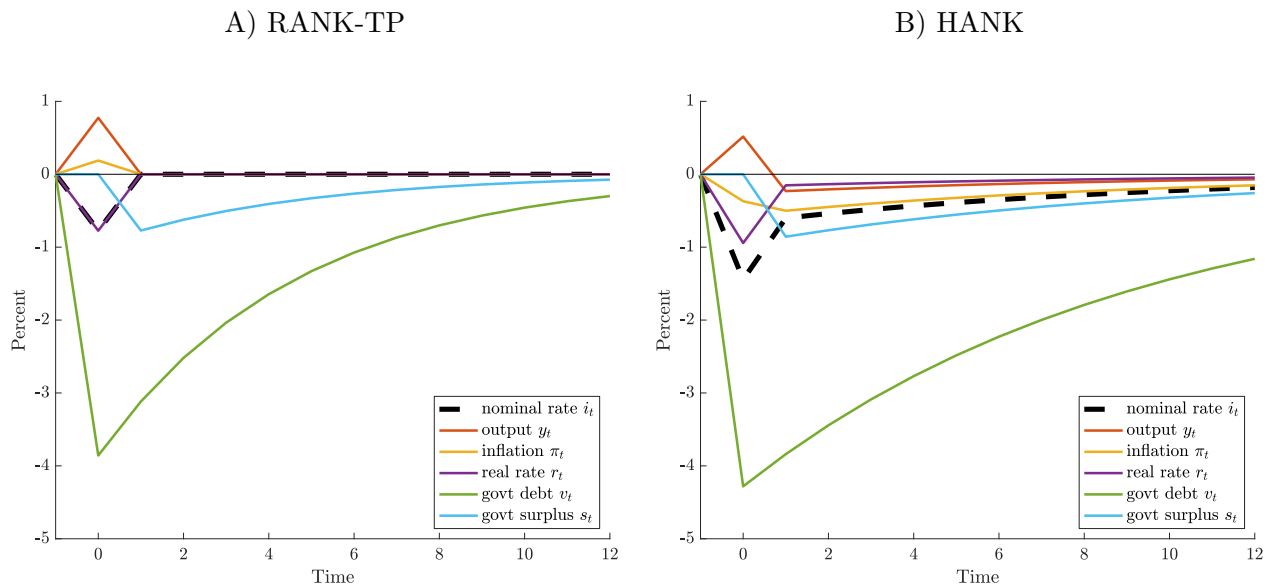 A) RANK-TP
1
0
-1
-2
-3
-4
-5
Percent
0
2
4
6
8
10
12
Time
nominal rate i_t
output y_t
inflation π_t
real rate r_t
govt debt v_t
govt surplus s_t
B) HANK
1
0
-1
-2
-3
-4
-5
Percent
0
2
4
6
8
10
12
Time
nominal rate i_t
output y_t
inflation π_t
real rate r_t
govt debt v_t
govt surplus s_t